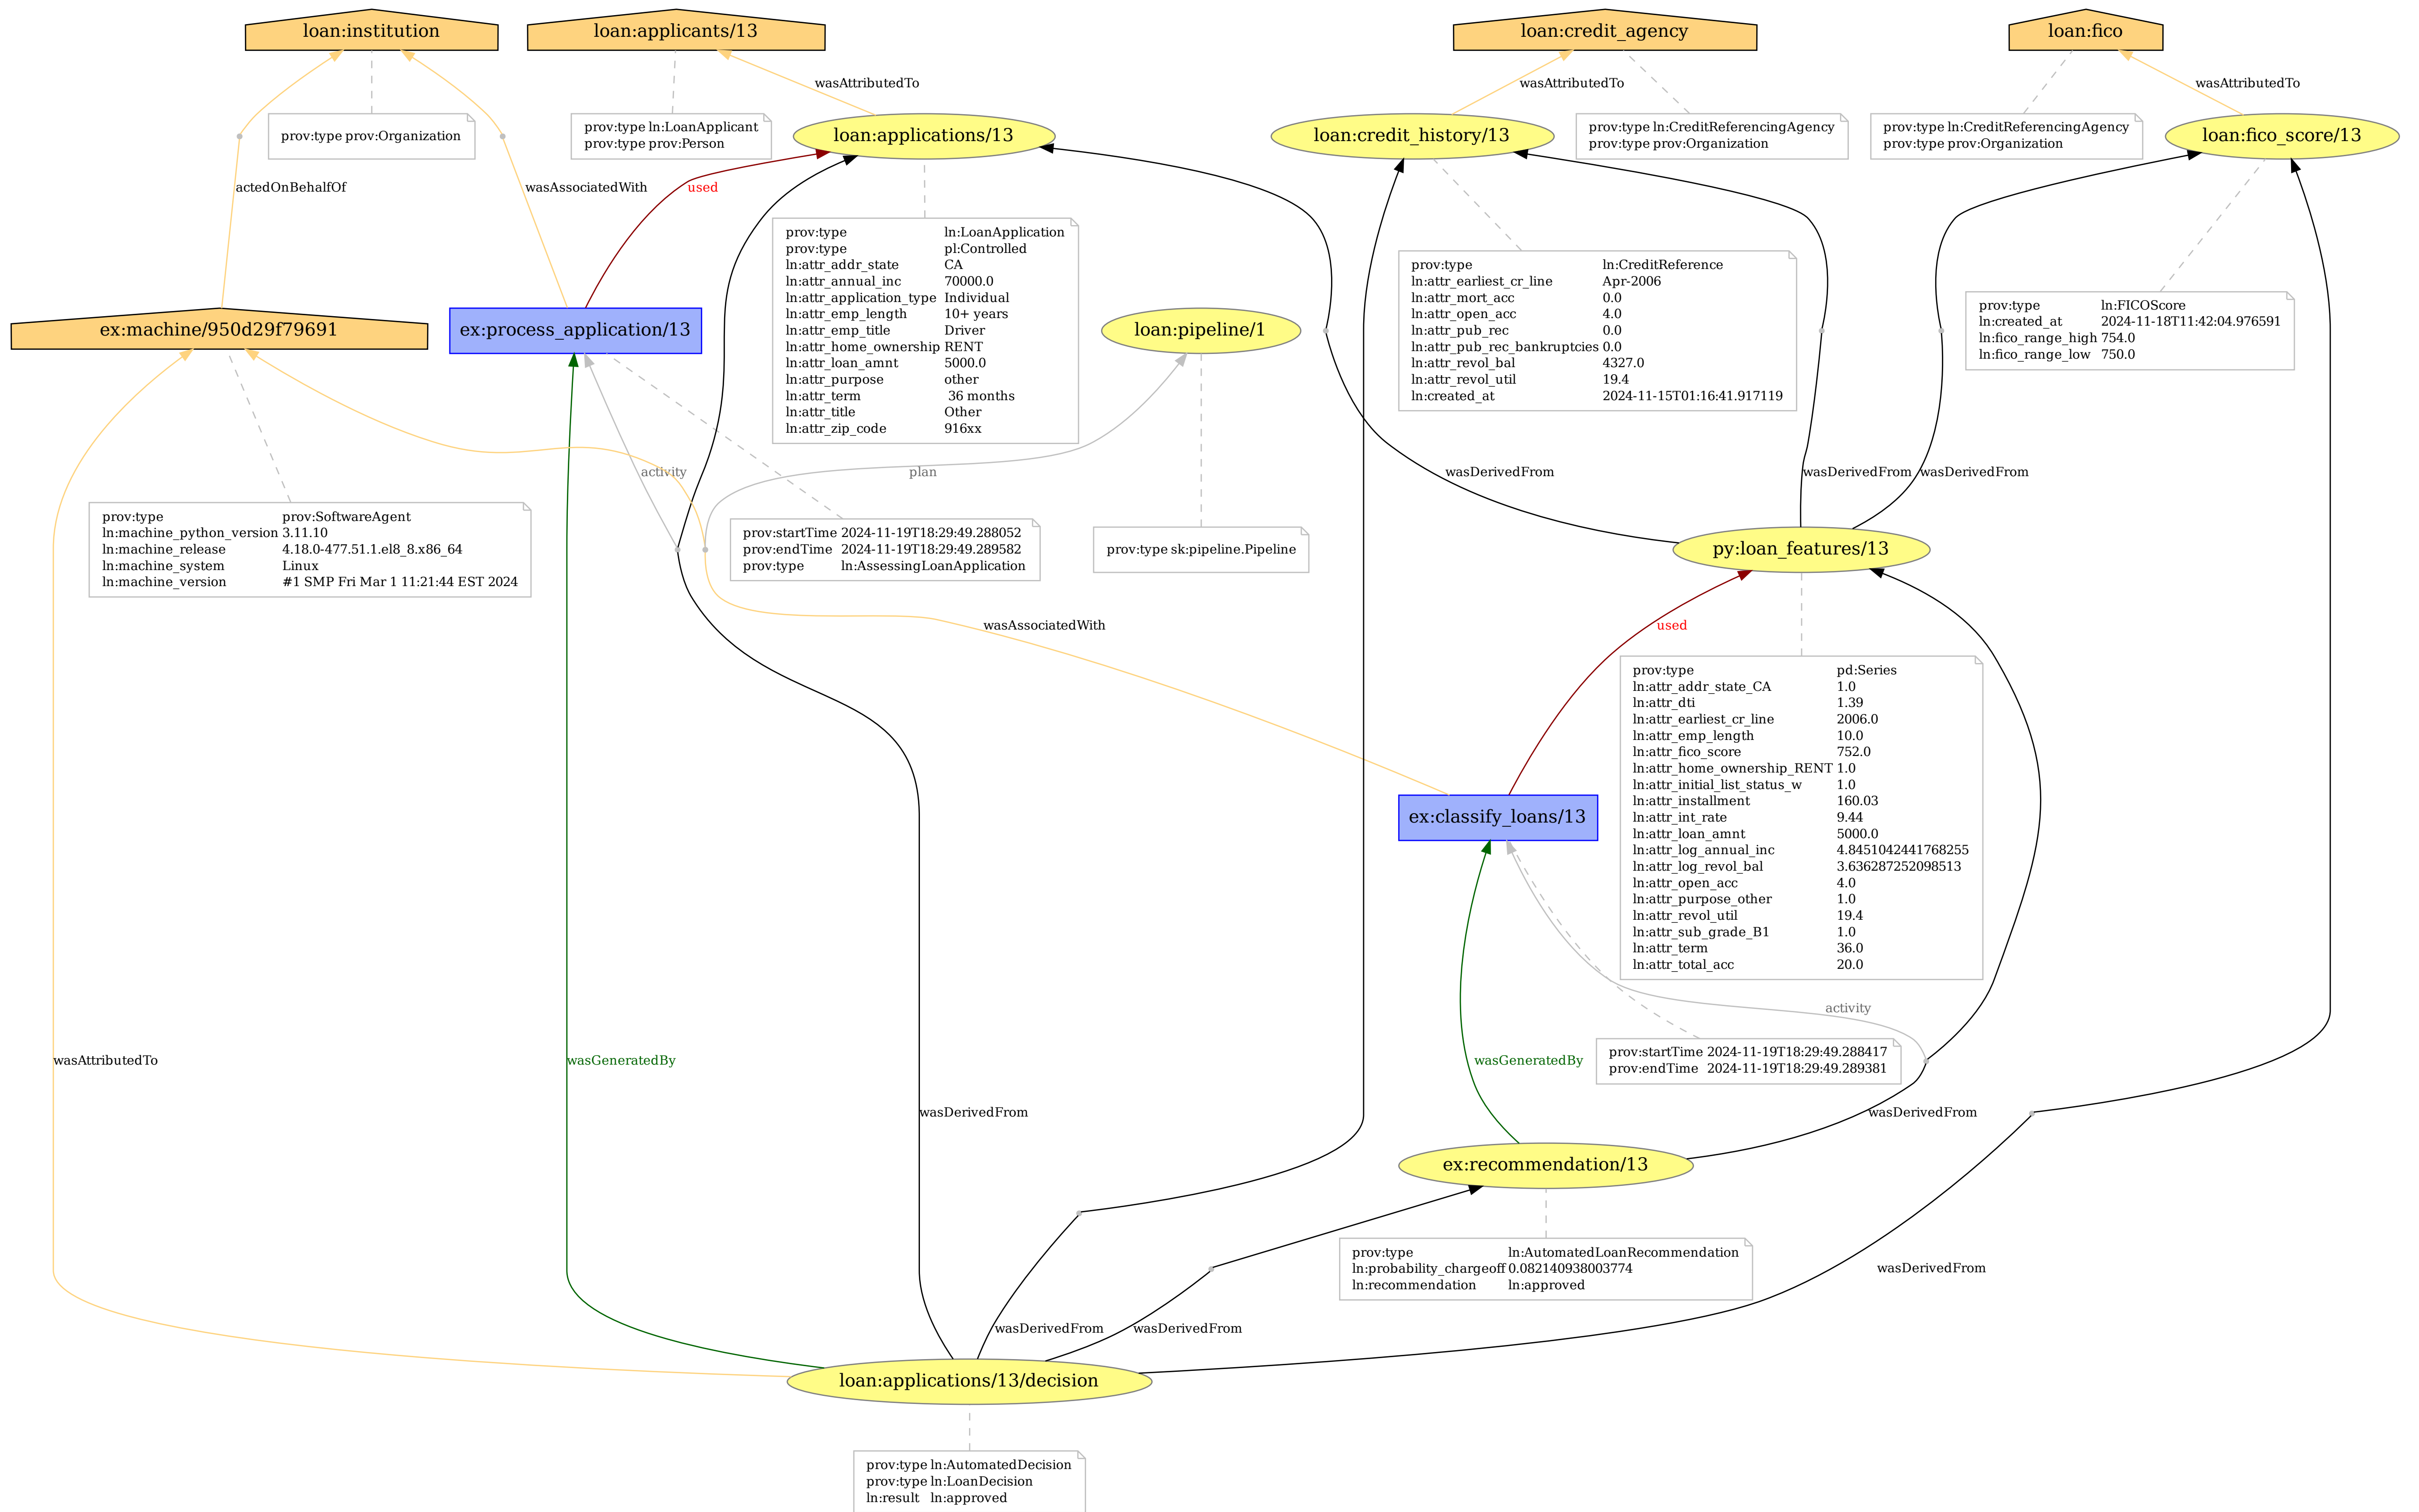 loan:institution
loan:applicants/13
loan:credit_agency
loan:fico
wasAttributedTo
wasAttributedTo
wasAttributedTo
prov:type prov:Organization
prov:type ln:LoanApplicant
prov:type prov:Person
loan:applications/13
loan:credit_history/13
prov:type ln:CreditReferencingAgency
prov:type prov:Organization
prov:type ln:CreditReferencingAgency
prov:type prov:Organization
loan:fico_score/13
actedOnBehalfOf
wasAssociatedWith
used
prov:type ln:LoanApplication
prov:type pl:Controlled
ln:attr_addr_state CA
ln:attr_annual_inc 70000.0
ln:attr_application_type Individual
ln:attr_emp_length 10+ years
ln:attr_emp_title Driver
ln:attr_home_ownership RENT
ln:attr_loan_amnt 5000.0
ln:attr_purpose other
ln:attr_term 36 months
ln:attr_title Other
ln:attr_zip_code 916xx
prov:type ln:CreditReference
ln:attr_earliest_cr_line Apr-2006
ln:attr_mort_acc 0.0
ln:attr_open_acc 4.0
ln:attr_pub_rec 0.0
ln:attr_pub_rec_bankruptcies 0.0
ln:attr_revol_bal 4327.0
ln:attr_revol_util 19.4
ln:created_at 2024-11-15T01:16:41.917119
prov:type ln:FICOScore
ln:created_at 2024-11-18T11:42:04.976591
ln:fico_range_high 754.0
ln:fico_range_low 750.0
ex:machine/950d29f79691
ex:process_application/13
loan:pipeline/1
activity
plan
wasDerivedFrom
wasDerivedFrom
wasDerivedFrom
prov:type prov:SoftwareAgent
ln:machine_python_version 3.11.10
ln:machine_release 4.18.0-477.51.1.el8_8.x86_64
ln:machine_system Linux
ln:machine_version #1 SMP Fri Mar 1 11:21:44 EST 2024
prov:startTime 2024-11-19T18:29:49.288052
prov:endTime 2024-11-19T18:29:49.289582
prov:type ln:AssessingLoanApplication
prov:type sk:pipeline.Pipeline
py:loan_features/13
wasAssociatedWith
used
prov:type pd:Series
ln:attr_addr_state_CA 1.0
ln:attr_dti 1.39
ln:attr_earliest_cr_line 2006.0
ln:attr_emp_length 10.0
ln:attr_fico_score 752.0
ln:attr_home_ownership_RENT 1.0
ln:attr_initial_list_status_w 1.0
ln:attr_installment 160.03
ln:attr_int_rate 9.44
ln:attr_loan_amnt 5000.0
ln:attr_log_annual_inc 4.8451042441768255
ln:attr_log_revol_bal 3.636287252098513
ln:attr_open_acc 4.0
ln:attr_purpose_other 1.0
ln:attr_revol_util 19.4
ln:attr_sub_grade_B1 1.0
ln:attr_term 36.0
ln:attr_total_acc 20.0
ex:classify_loans/13
activity
wasAttributedTo
wasGeneratedBy
wasGeneratedBy
prov:startTime 2024-11-19T18:29:49.288417
prov:endTime 2024-11-19T18:29:49.289381
wasDerivedFrom
wasDerivedFrom
ex:recommendation/13
prov:type ln:AutomatedLoanRecommendation
ln:probability_chargeoff 0.082140938003774
ln:recommendation ln:approved
wasDerivedFrom
wasDerivedFrom
wasDerivedFrom
loan:applications/13/decision
prov:type ln:AutomatedDecision
prov:type ln:LoanDecision
ln:result ln:approved